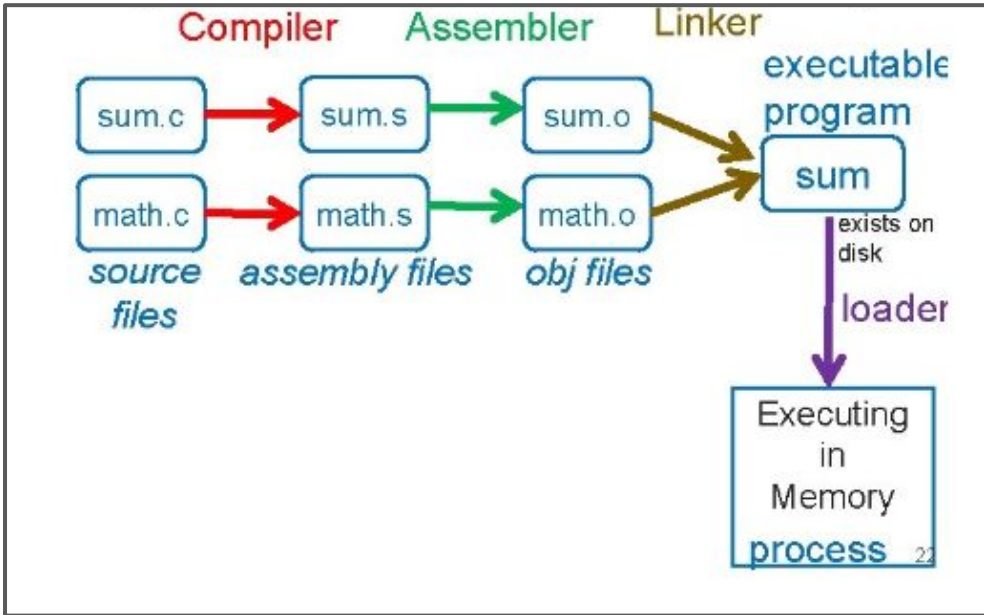 Compiler Assembler Linker
executable
program
sum.c sum.s sum.o
sum
math.c math.s math.o
exists on
disk
source
files
assembly files
obj files
loader
Executing
in
Memory
process
22